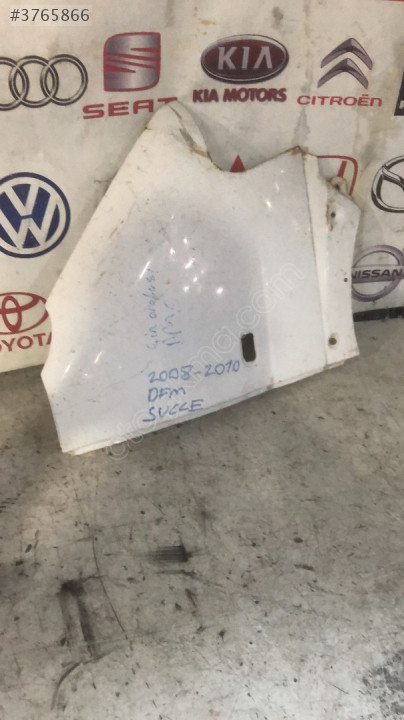 #3765866
SEAT
KIA
KIA MOTORS
CITROËN
NISSAN
TOYOTA
2008-2010
DFM
SUCCE